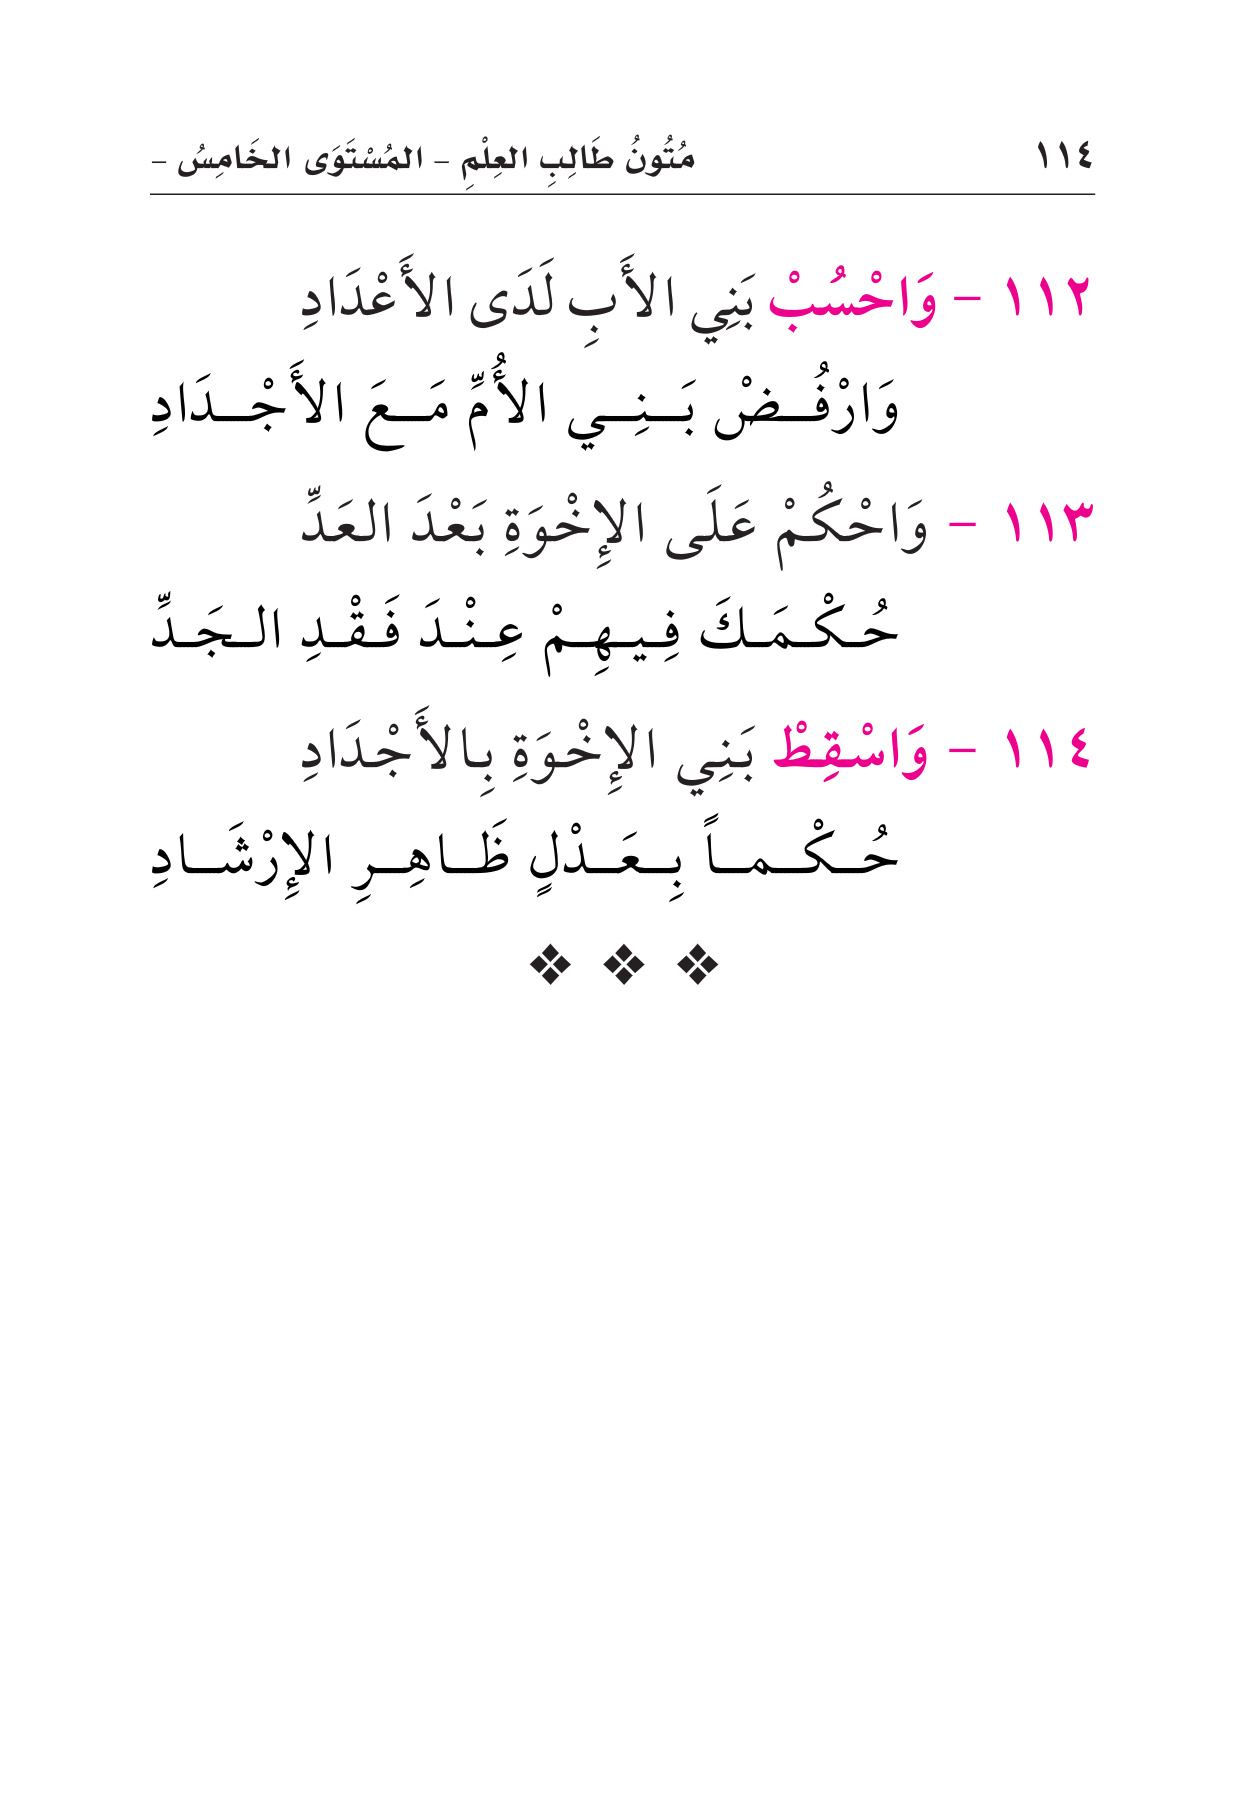 ١١٤ مُتُونُ طَالِبِ العِلْمِ - المُسْتَوَى الخَامِسُ -
١١٢ - وَاحْسُبْ بَنِي الأَبِ لَدَى الأَعْدَادِ
وَارْفُضْ بَنِي الأُمِّ مَعَ الأَجْدَادِ
١١٣ - وَاحْكُمْ عَلَى الإِخْوَةِ بَعْدَ العَدِّ
حُكْمَكَ فِيهِمْ عِنْدَ فَقْدِ الجَدِّ
١١٤ - وَاسْقِطْ بَنِي الإِخْوَةِ بِالأَجْدَادِ
حُكْماً بِعَدْلٍ ظَاهِرِ الإِرْشَادِ